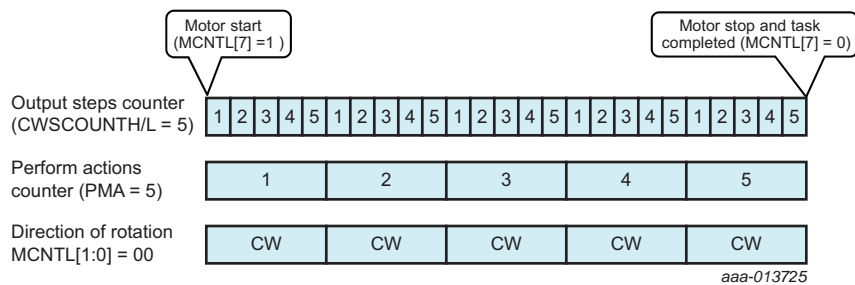 Motor start
(MCNTL[7] =1 )
Motor stop and task
completed (MCNTL[7] = 0)
Output steps counter
(CWSCOUNTH/L = 5)
1 2 3 4 5 1 2 3 4 5 1 2 3 4 5 1 2 3 4 5 1 2 3 4 5
Perform actions
counter (PMA = 5)
1 2 3 4 5
Direction of rotation
MCNTL[1:0] = 00
CW CW CW CW CW
aaa-013725